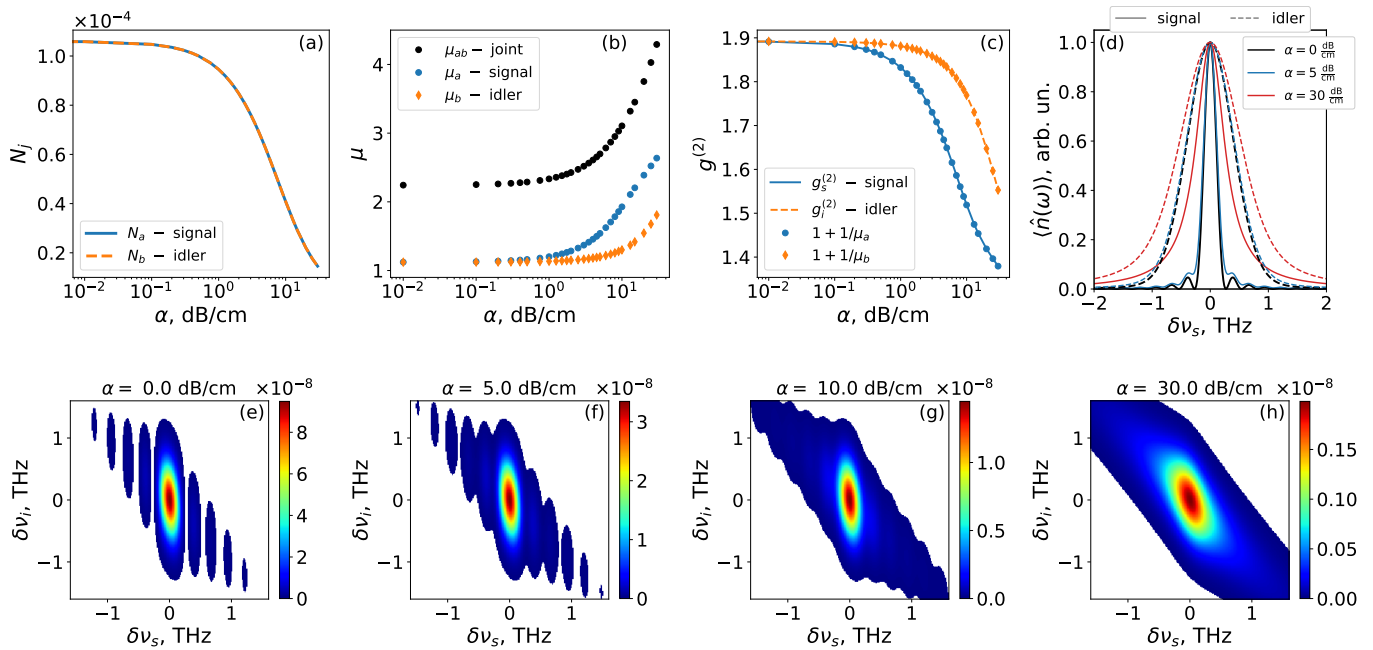 ×10⁻⁴
(a)
1.0
0.8
0.6
0.4
0.2
N_j
N_a − signal
N_b − idler
10⁻² 10⁻¹ 10⁰ 10¹
α, dB/cm
(b)
μ_ab − joint
μ_a − signal
μ_b − idler
4
3
2
1
μ
10⁻² 10⁻¹ 10⁰ 10¹
α, dB/cm
(c)
1.9
1.8
1.7
1.6
1.5
1.4
g⁽²⁾
g_s⁽²⁾ − signal
g_i⁽²⁾ − idler
1 + 1/μ_a
1 + 1/μ_b
10⁻² 10⁻¹ 10⁰ 10¹
α, dB/cm
signal idler
(d)
α = 0 dB/cm
α = 5 dB/cm
α = 30 dB/cm
1.0
0.8
0.6
0.4
0.2
0.0
⟨n̂(ω)⟩, arb. un.
−2 −1 0 1 2
δν_s, THz
α = 0.0 dB/cm ×10⁻⁸
(e)
1
0
−1
δν_i, THz
−1 0 1
δν_s, THz
8
6
4
2
0
α = 5.0 dB/cm ×10⁻⁸
(f)
1
0
−1
δν_i, THz
−1 0 1
δν_s, THz
3
2
1
0
α = 10.0 dB/cm ×10⁻⁸
(g)
1
0
−1
δν_i, THz
−1 0 1
δν_s, THz
1.0
0.5
0.0
α = 30.0 dB/cm ×10⁻⁸
(h)
1
0
−1
δν_i, THz
−1 0 1
δν_s, THz
0.15
0.10
0.05
0.00